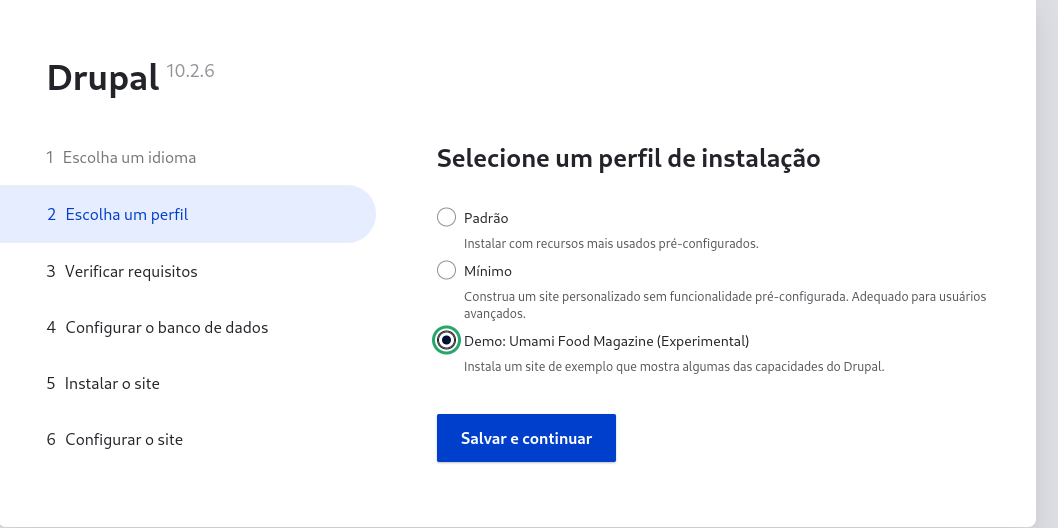 Drupal 10.2.6
1 Escolha um idioma
2 Escolha um perfil
3 Verificar requisitos
4 Configurar o banco de dados
5 Instalar o site
6 Configurar o site
Selecione um perfil de instalação
Padrão
Instalar com recursos mais usados pré-configurados.
Mínimo
Construa um site personalizado sem funcionalidade pré-configurada. Adequado para usuários
avançados.
Demo: Umami Food Magazine (Experimental)
Instala um site de exemplo que mostra algumas das capacidades do Drupal.
Salvar e continuar